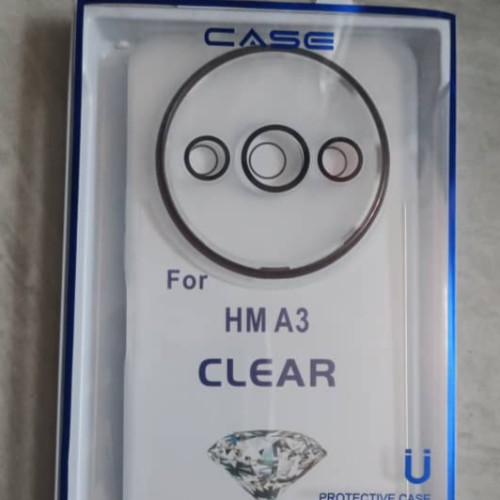 CASE
For
HM A3
CLEAR
U
PROTECTIVE CASE